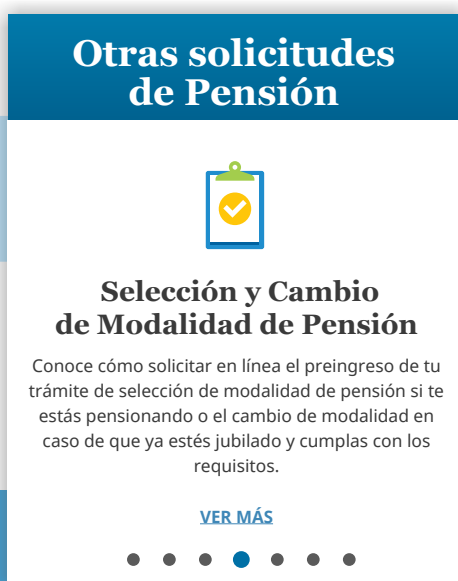 Otras solicitudes
de Pensión
Selección y Cambio
de Modalidad de Pensión
Conoce cómo solicitar en línea el preingreso de tu
trámite de selección de modalidad de pensión si te
estás pensionando o el cambio de modalidad en
caso de que ya estés jubilado y cumplas con los
requisitos.
VER MÁS